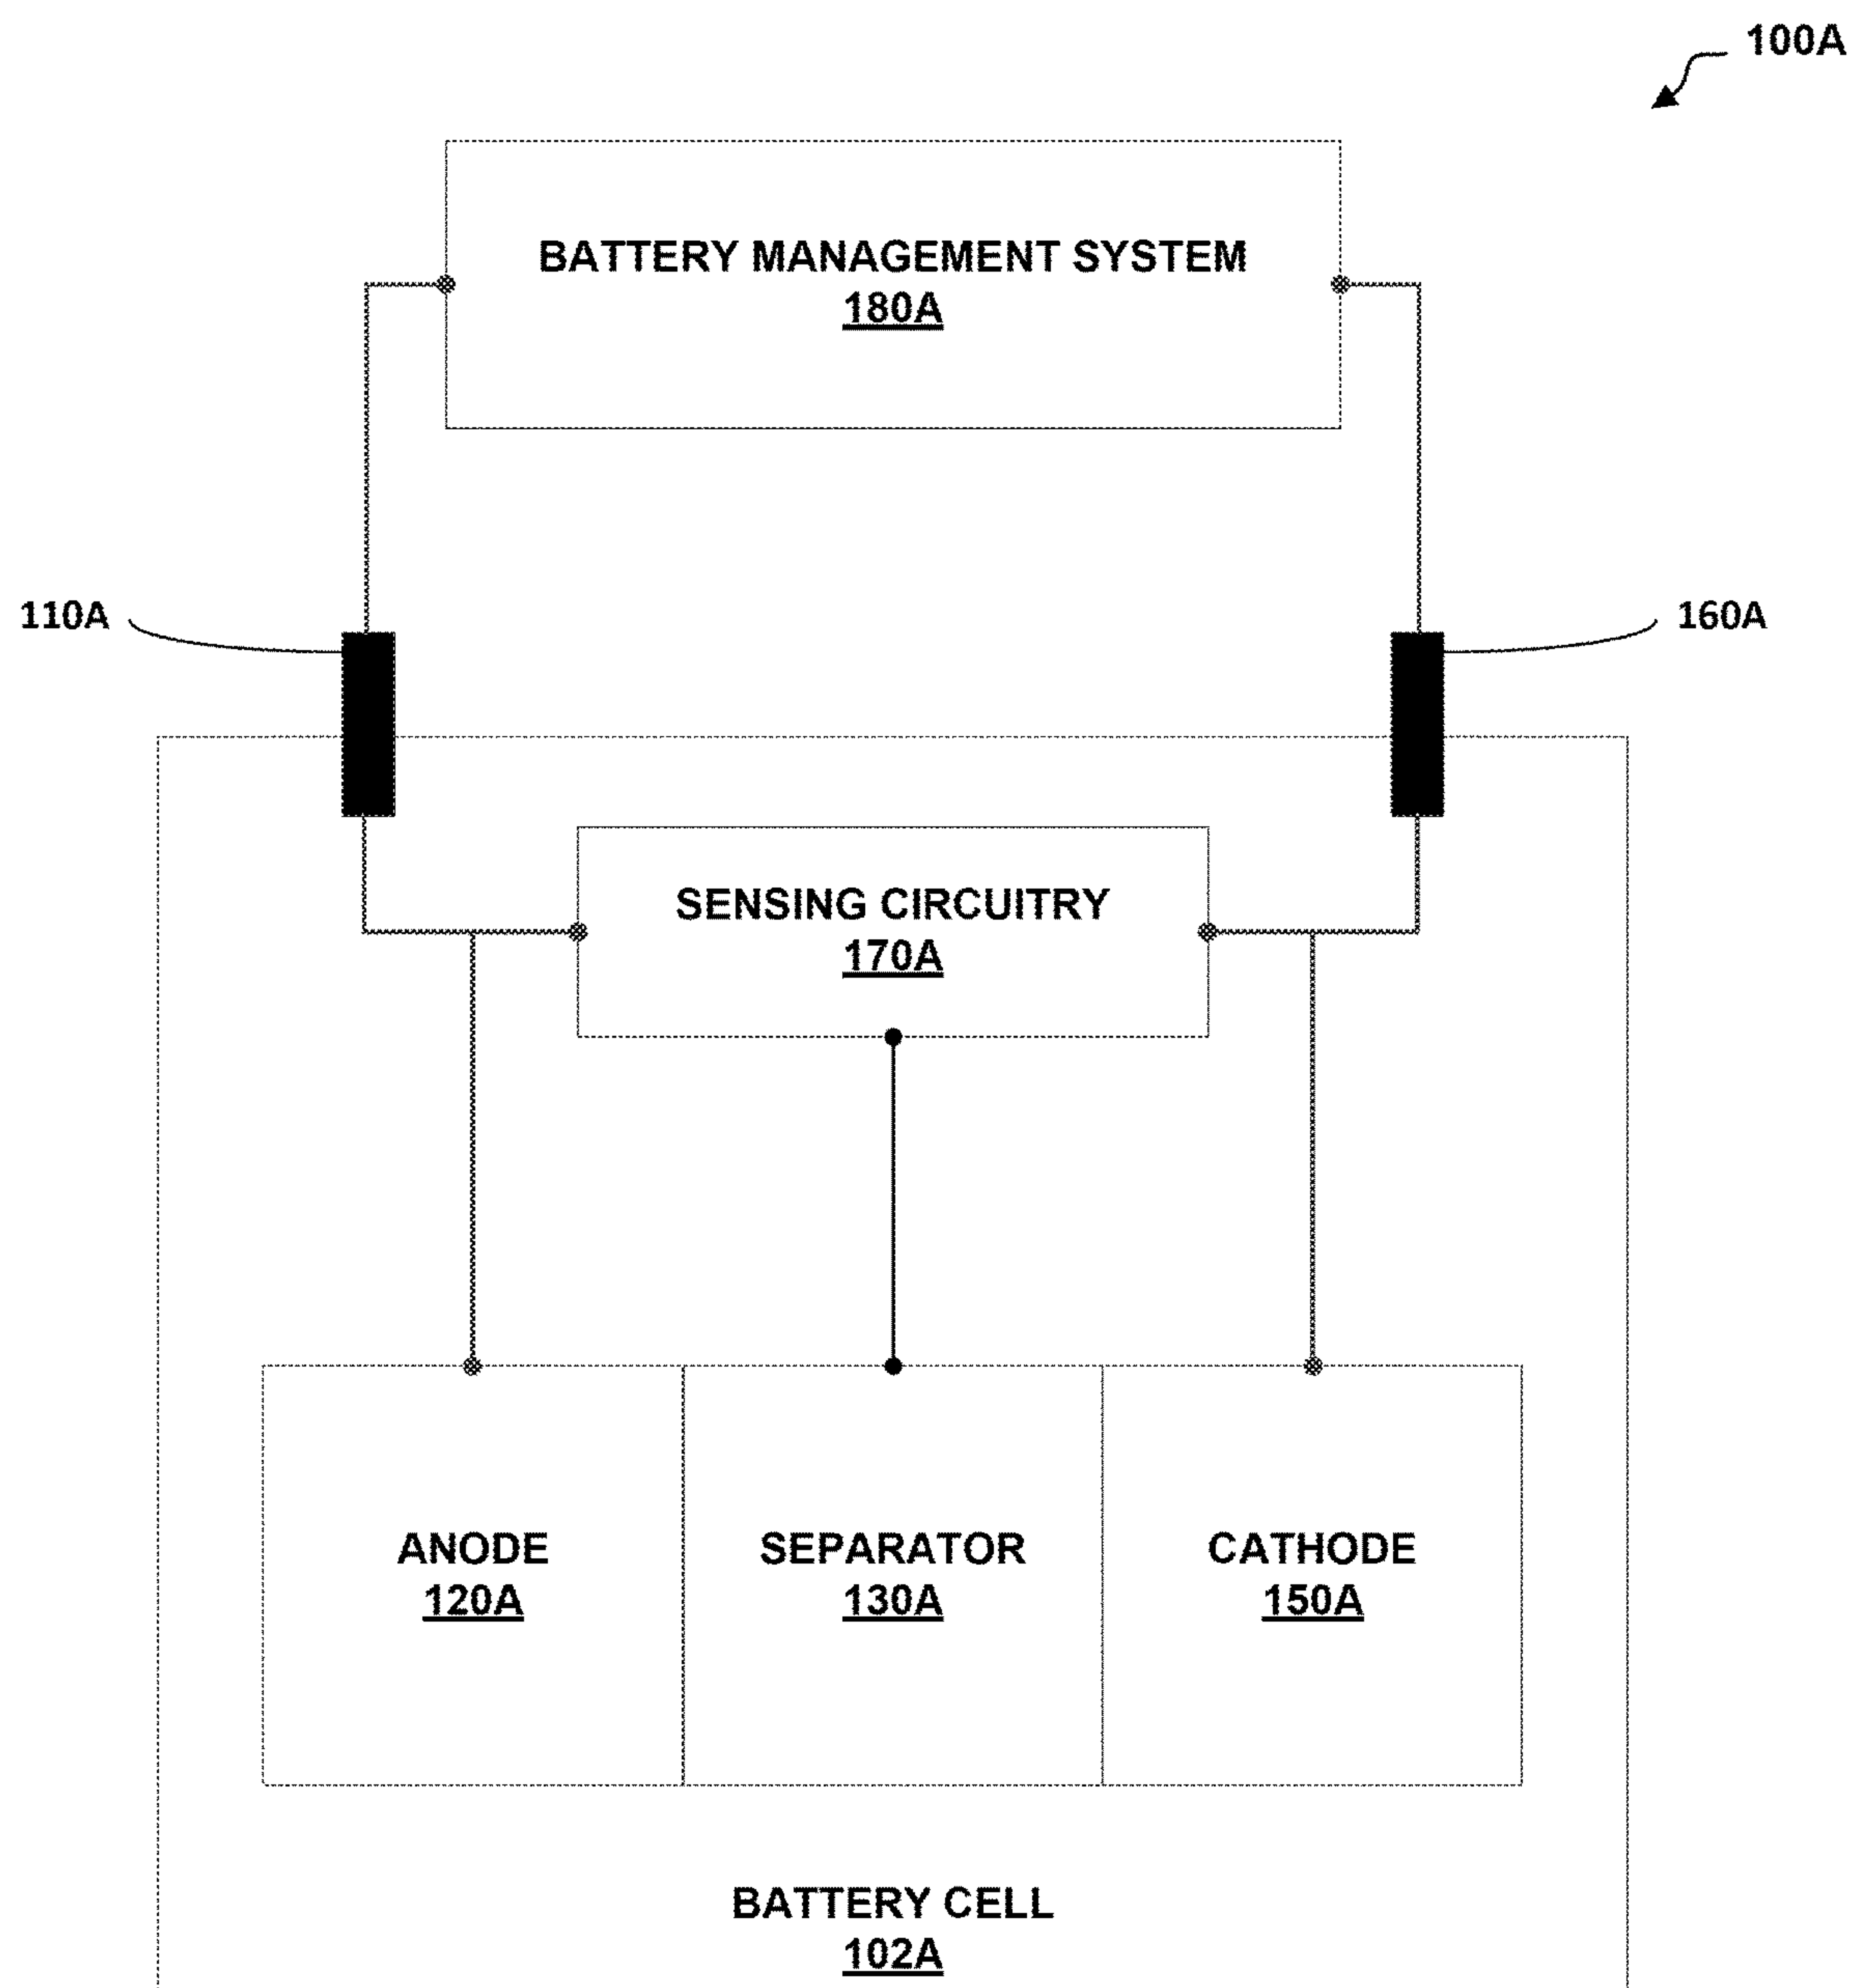 100A
BATTERY MANAGEMENT SYSTEM
180A
110A
160A
SENSING CIRCUITRY
170A
ANODE
120A
SEPARATOR
130A
CATHODE
150A
BATTERY CELL
102A